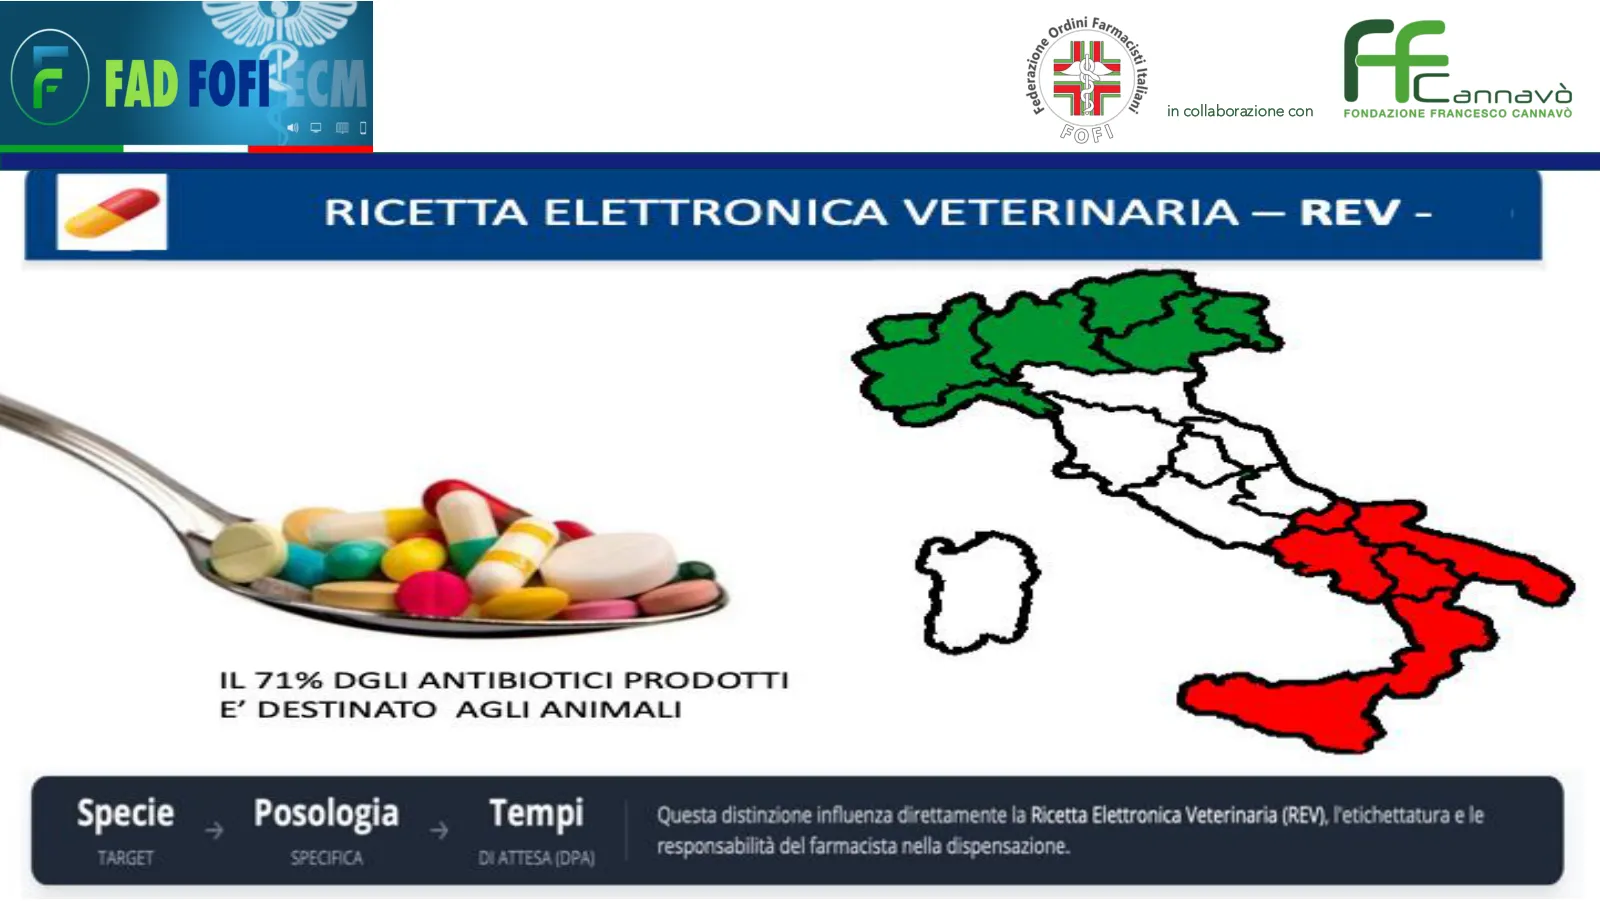 FAD FOFI ECM
Federazione Ordini Farmacisti Italiani
FOFI
in collaborazione con
Cannavò
FONDAZIONE FRANCESCO CANNAVÒ
RICETTA ELETTRONICA VETERINARIA – REV -
IL 71% DGLI ANTIBIOTICI PRODOTTI
E’ DESTINATO AGLI ANIMALI
Specie → Posologia → Tempi
TARGET SPECIFICA DI ATTESA (DPA)
Questa distinzione influenza direttamente la Ricetta Elettronica Veterinaria (REV), l'etichettatura e le
responsabilità del farmacista nella dispensazione.